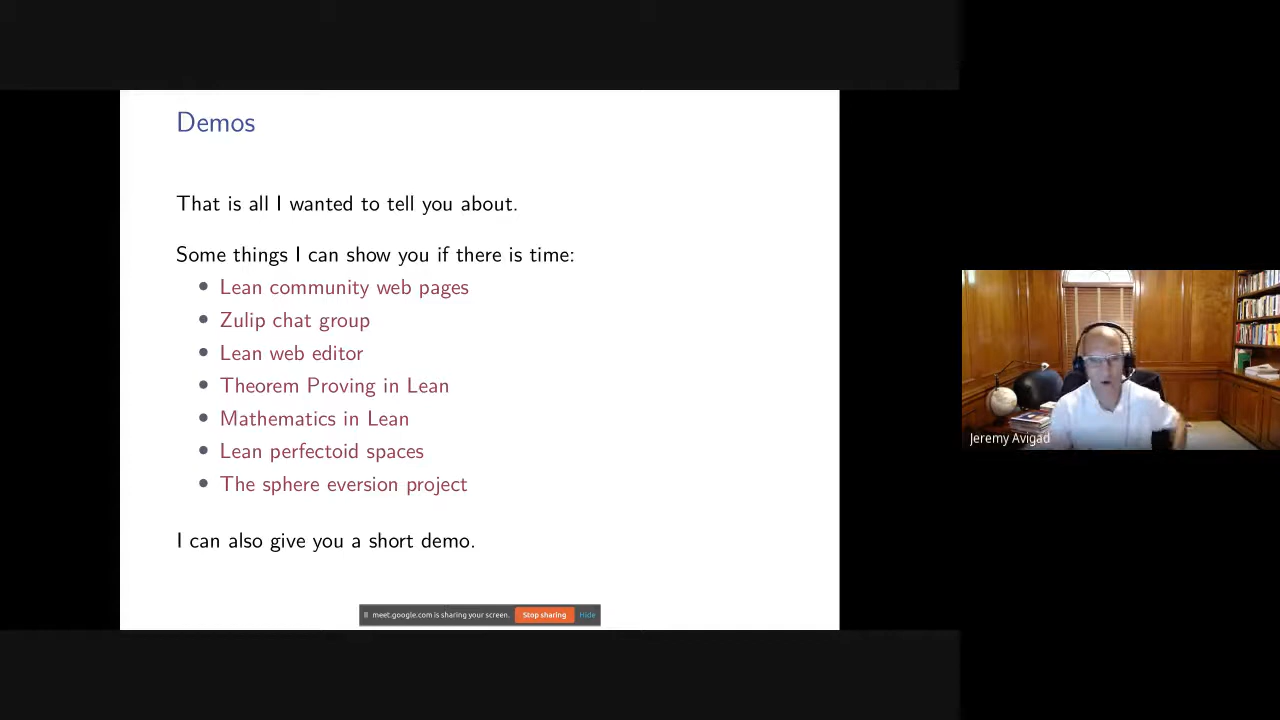 Demos
That is all I wanted to tell you about.
Some things I can show you if there is time:
• Lean community web pages
• Zulip chat group
• Lean web editor
• Theorem Proving in Lean
• Mathematics in Lean
• Lean perfectoid spaces
• The sphere eversion project
I can also give you a short demo.
meet.google.com is sharing your screen. Stop sharing Hide
Jeremy Avigad